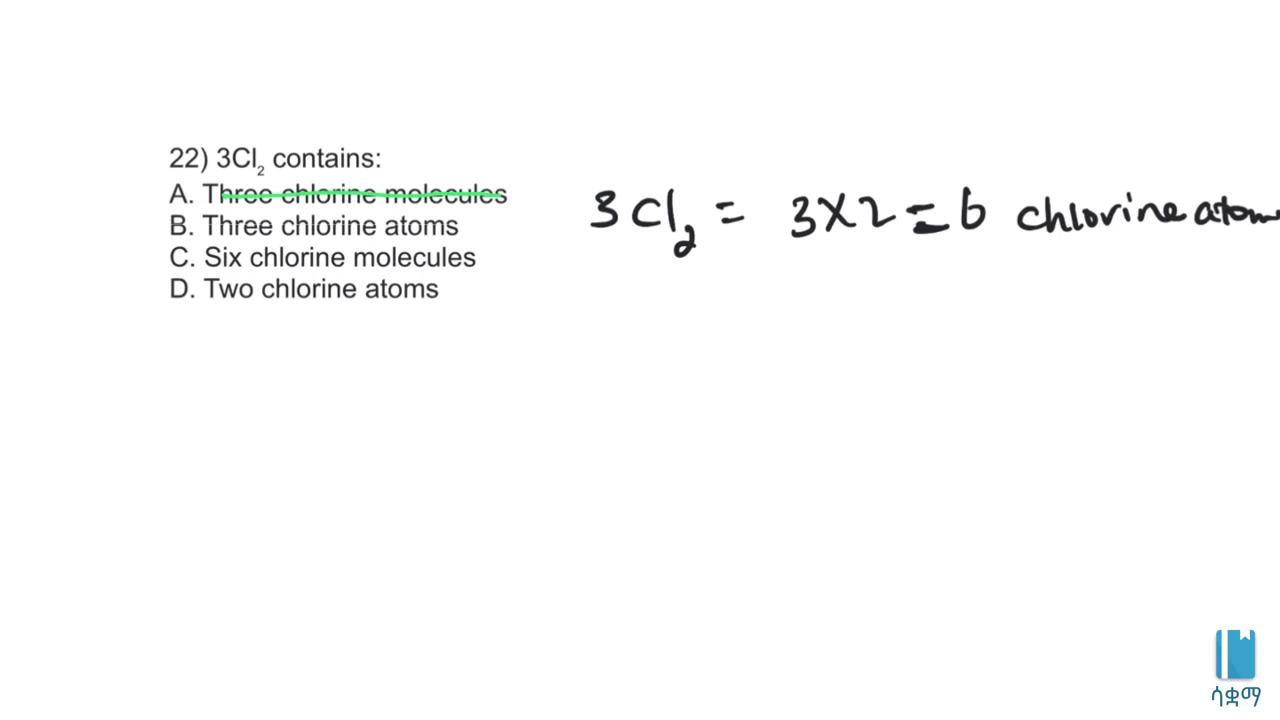 22) 3Cl₂ contains:
A. Three chlorine molecules
B. Three chlorine atoms
C. Six chlorine molecules
D. Two chlorine atoms
3Cl₂ = 3X2=6 chlorine atoms
ሳቋማ